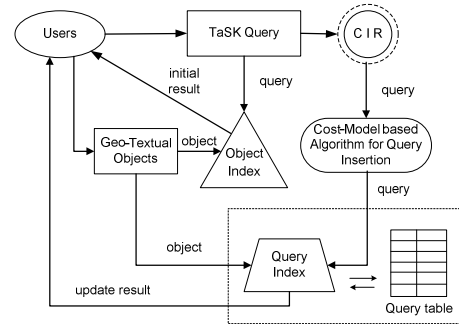 Users
TaSK Query
C I R
initial
result
query
query
Geo-Textual
Objects
object
Object
Index
Cost-Model based
Algorithm for Query
Insertion
query
object
Query
Index
update result
Query table